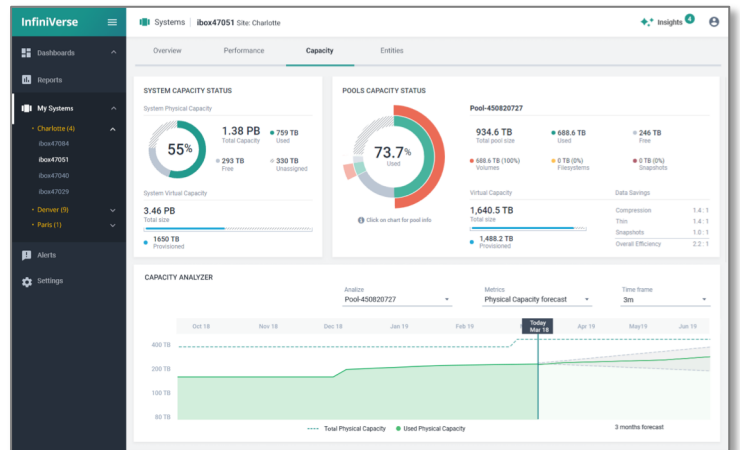 InfiniVerse
Systems ibox47051 Site: Charlotte
Insights 4
Dashboards
Reports
My Systems
Charlotte (4)
ibox47084
ibox47051
ibox47040
ibox47029
Denver (9)
Paris (1)
Alerts
Settings
Overview Performance Capacity Entities
SYSTEM CAPACITY STATUS
System Physical Capacity
55%
1.38 PB
Total Capacity
759 TB
Used
293 TB
Free
330 TB
Unassigned
System Virtual Capacity
3.46 PB
Total size
1650 TB
Provisioned
POOLS CAPACITY STATUS
73.7%
Used
Click on chart for pool info
Pool-450820727
934.6 TB
Total poor size
688.6 TB
Used
246 TB
Free
688.6 TB (100%)
Volumes
0 TB (0%)
Filesystems
0 TB (0%)
Snapshots
Virtual Capacity
1,640.5 TB
Total size
1,488.2 TB
Provisioned
Data Savings
Compression 1.4 : 1
Thin 1.4 : 1
Snapshots 1.0 : 1
Overall Efficiency 2.2 : 1
CAPACITY ANALYZER
Analize
Pool-450820727
Metrics
Physical Capacity forecast
Time frame
3m
Ost 18 Nov 18 Dec 18 Jan 19 Feb 19 Apr 19 May19 Jun 19
Today
Mar 18
400 TB
200 TB
100 TB
80 TB
Total Physical Capacity Used Physical Capacity
3 months forecast